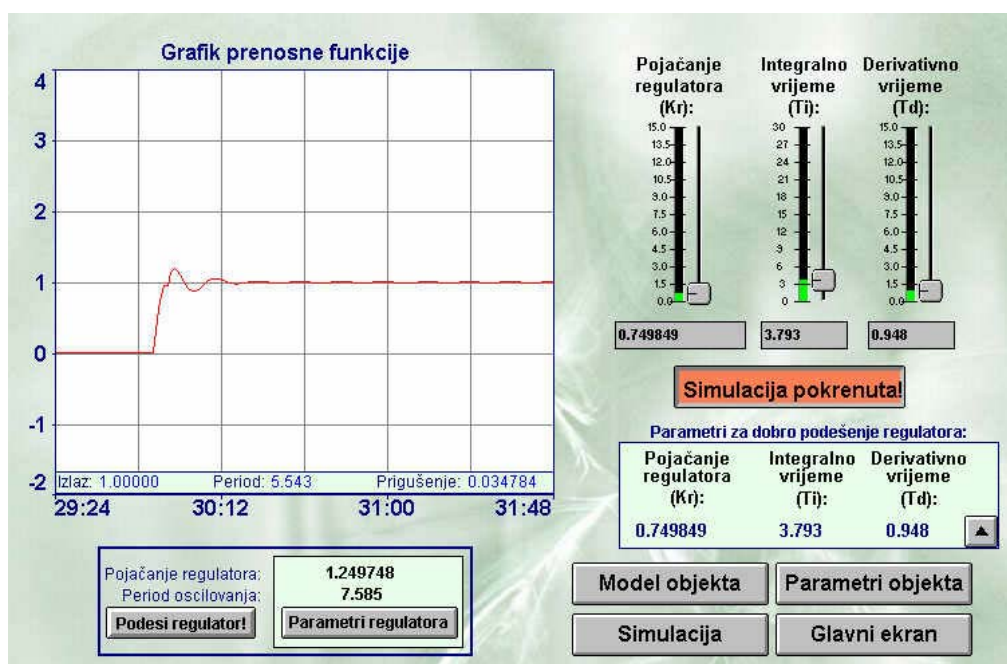 Grafik prenosne funkcije
4
3
2
1
0
-1
-2
Izlaz: 1.00000 Period: 5.543 Prigušenje: 0.034784
29:24 30:12 31:00 31:48
Pojačanje regulatora: 1.249748
Period oscilovanja: 7.585
Podesi regulator! Parametri regulatora
Pojačanje
regulatora
(Kr):
15.0
13.5
12.0
10.5
9.0
7.5
6.0
4.5
3.0
1.5
0.0
0.749849
Integralno
vrijeme
(Ti):
30
27
24
21
18
15
12
9
6
3
0
3.793
Derivativno
vrijeme
(Td):
15.0
13.5
12.0
10.5
9.0
7.5
6.0
4.5
3.0
1.5
0.0
0.948
Simulacija pokrenuta!
Parametri za dobro podešenje regulatora:
Pojačanje
regulatora
(Kr):
0.749849
Integralno
vrijeme
(Ti):
3.793
Derivativno
vrijeme
(Td):
0.948
Model objekta Parametri objekta
Simulacija Glavni ekran